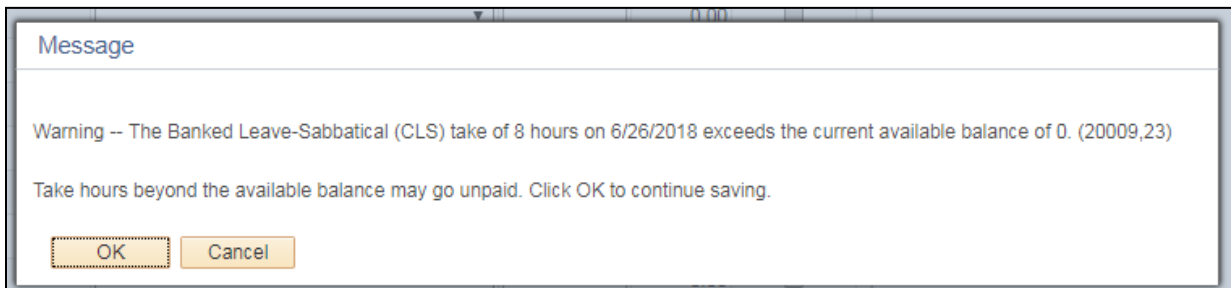 0.00
Message
Warning -- The Banked Leave-Sabbatical (CLS) take of 8 hours on 6/26/2018 exceeds the current available balance of 0. (20009,23)
Take hours beyond the available balance may go unpaid. Click OK to continue saving.
OK Cancel